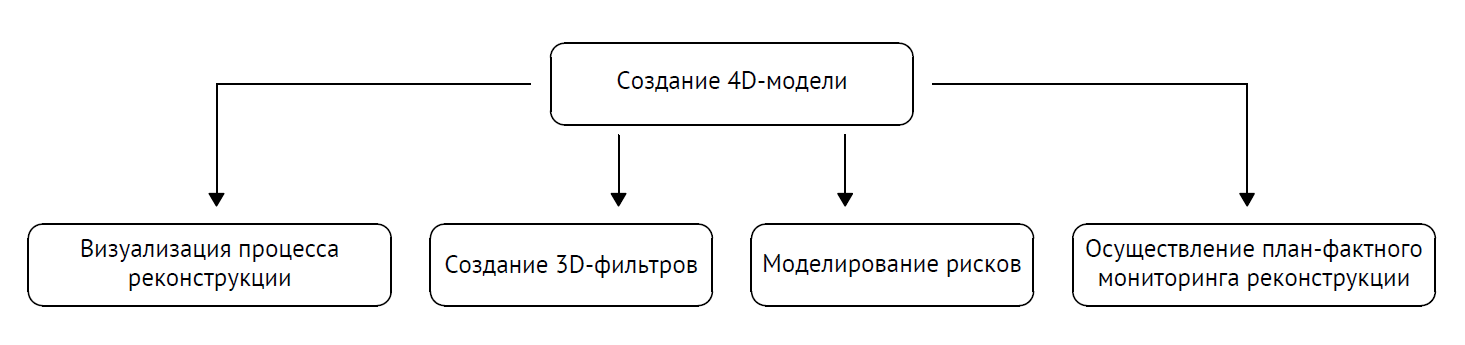 Создание 4D-модели
Визуализация процесса
реконструкции
Создание 3D-фильтров
Моделирование рисков
Осуществление план-фактного
мониторинга реконструкции